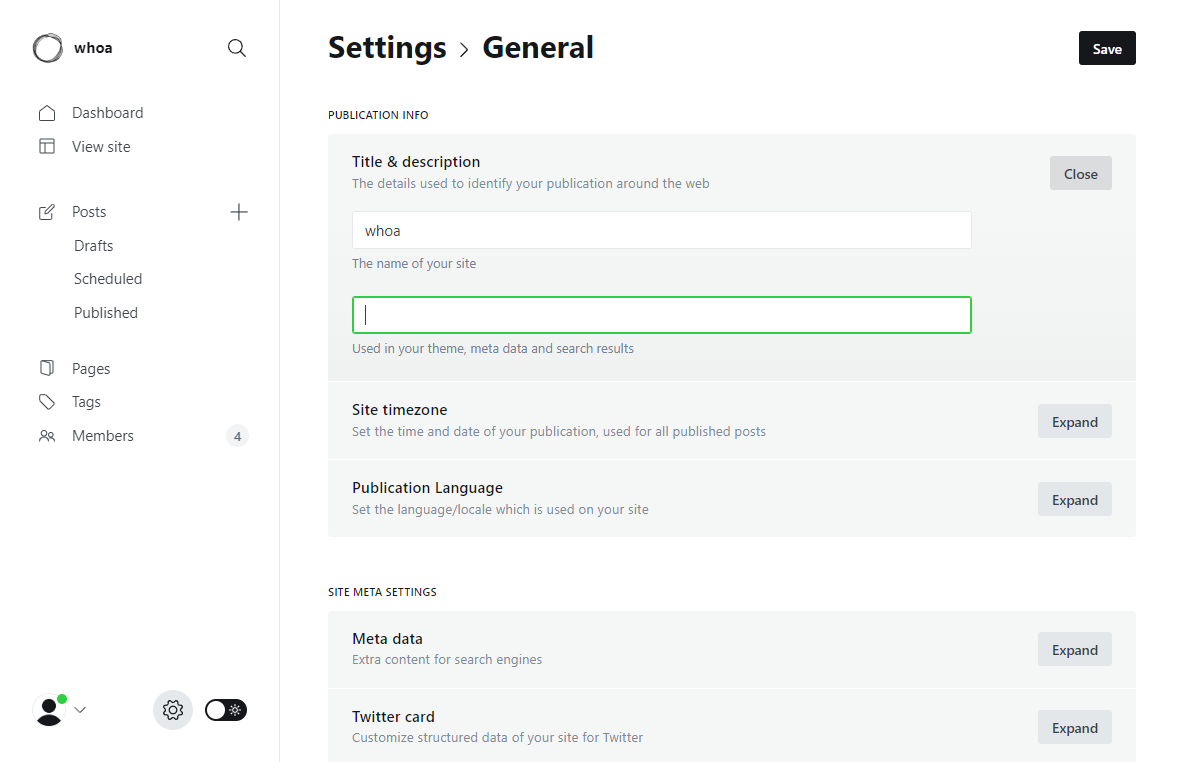 whoa
Dashboard
View site
Posts
Drafts
Scheduled
Published
Pages
Tags
Members 4
Settings > General
Save
PUBLICATION INFO
Title & description
The details used to identify your publication around the web
Close
whoa
The name of your site
Used in your theme, meta data and search results
Site timezone
Set the time and date of your publication, used for all published posts
Expand
Publication Language
Set the language/locale which is used on your site
Expand
SITE META SETTINGS
Meta data
Extra content for search engines
Expand
Twitter card
Customize structured data of your site for Twitter
Expand